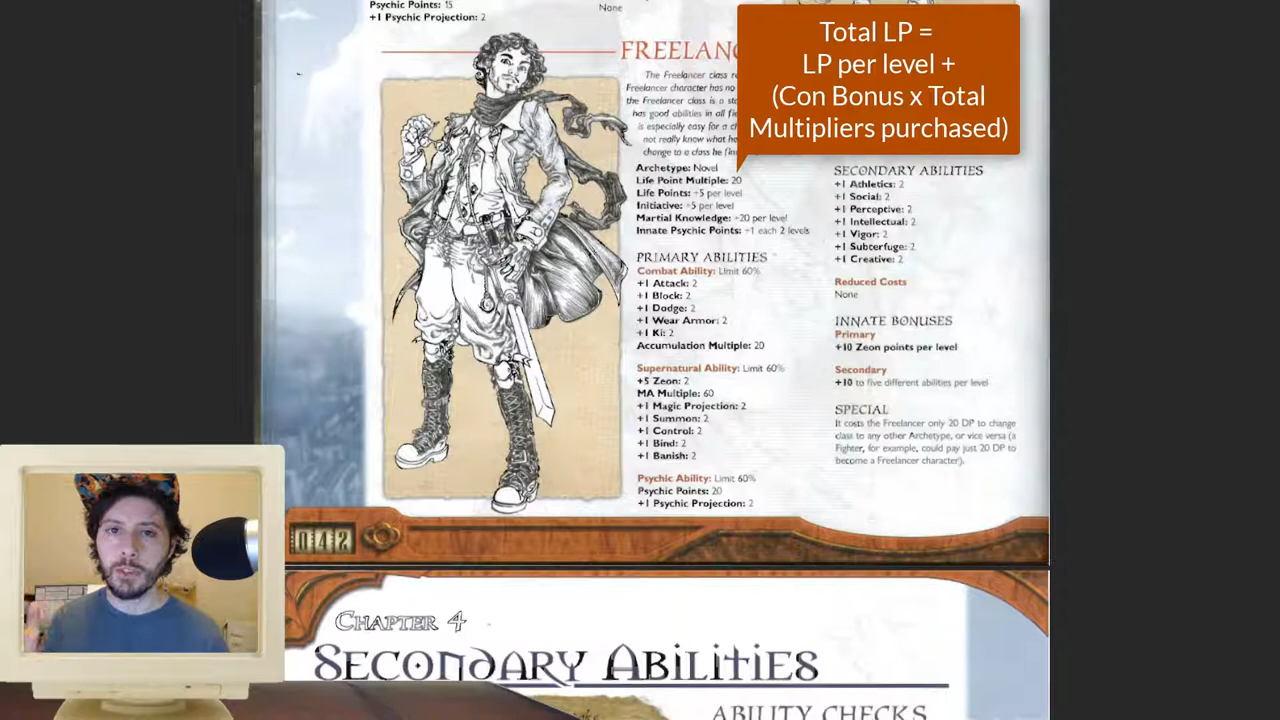 Psychic Points: 15
+1 Psychic Projection: 2
None
Total LP =
LP per level +
(Con Bonus x Total
Multipliers purchased)
FREELANC
The Freelancer class re
Freelancer character has no
the Freelancer class is a sta
has good abilities in all fie
is especially easy for a ch
not really know what he
change to a class he (in
Archetype: Novel
Life Point Multiple: 20
Life Points: +5 per level
Initiative: +5 per level
Martial Knowledge: +20 per level
Innate Psychic Points: +1 each 2 levels
PRIMARY ABILITIES
Combat Ability: Limit 60%
+1 Attack: 2
+1 Block: 2
+1 Dodge: 2
+1 Wear Armor: 2
+1 Ki: 2
Accumulation Multiple: 20
Supernatural Ability: Limit 60%
+5 Zeon: 2
MA Multiple: 60
+1 Magic Projection: 2
+1 Summon: 2
+1 Control: 2
+1 Bind: 2
+1 Banish: 2
Psychic Ability: Limit 60%
Psychic Points: 20
+1 Psychic Projection: 2
SECONDARY ABILITIES
+1 Athletics: 2
+1 Social: 2
+1 Perceptive: 2
+1 Intellectual: 2
+1 Vigor: 2
+1 Subterfuge: 2
+1 Creative: 2
Reduced Costs
None
INNATE BONUSES
Primary
+10 Zeon points per level
Secondary
+10 to five different abilities per level
SPECIAL
It costs the Freelancer only 20 DP to change
class to any other Archetype, or vice versa (a
Fighter, for example, could pay just 20 DP to
become a Freelancer character).
042
CHAPTER 4
SECONDARY ABILITIES
ABILITY CHECKS